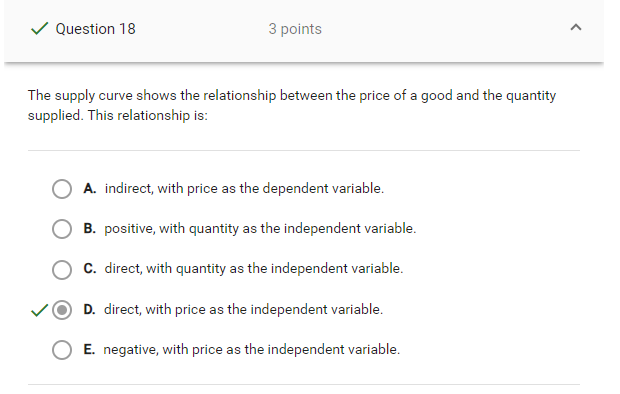 Question 18 3 points
The supply curve shows the relationship between the price of a good and the quantity
supplied. This relationship is:
A. indirect, with price as the dependent variable.
B. positive, with quantity as the independent variable.
C. direct, with quantity as the independent variable.
D. direct, with price as the independent variable.
E. negative, with price as the independent variable.